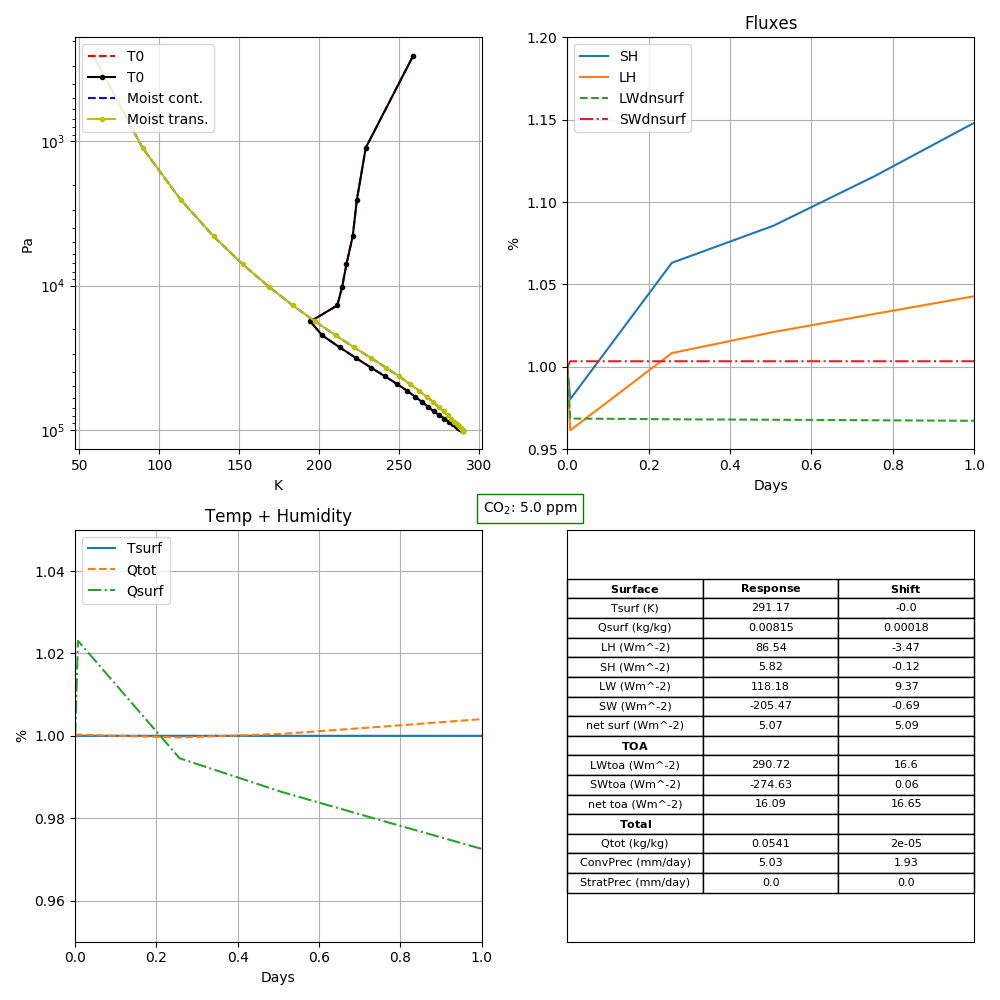 T0
T0
Moist cont.
Moist trans.
10^3
10^4
10^5
Pa
50 100 150 200 250 300
K
Fluxes
SH
LH
LWdnsurf
SWdnsurf
1.20
1.15
1.10
1.05
1.00
0.95
%
0.0 0.2 0.4 0.6 0.8 1.0
Days
CO₂: 5.0 ppm
Temp + Humidity
Tsurf
Qtot
Qsurf
1.04
1.02
1.00
0.98
0.96
%
0.0 0.2 0.4 0.6 0.8 1.0
Days
Surface Response Shift
Tsurf (K) 291.17 -0.0
Qsurf (kg/kg) 0.00815 0.00018
LH (Wm^-2) 86.54 -3.47
SH (Wm^-2) 5.82 -0.12
LW (Wm^-2) 118.18 9.37
SW (Wm^-2) -205.47 -0.69
net surf (Wm^-2) 5.07 5.09
TOA
LWtoa (Wm^-2) 290.72 16.6
SWtoa (Wm^-2) -274.63 0.06
net toa (Wm^-2) 16.09 16.65
Total
Qtot (kg/kg) 0.0541 2e-05
ConvPrec (mm/day) 5.03 1.93
StratPrec (mm/day) 0.0 0.0